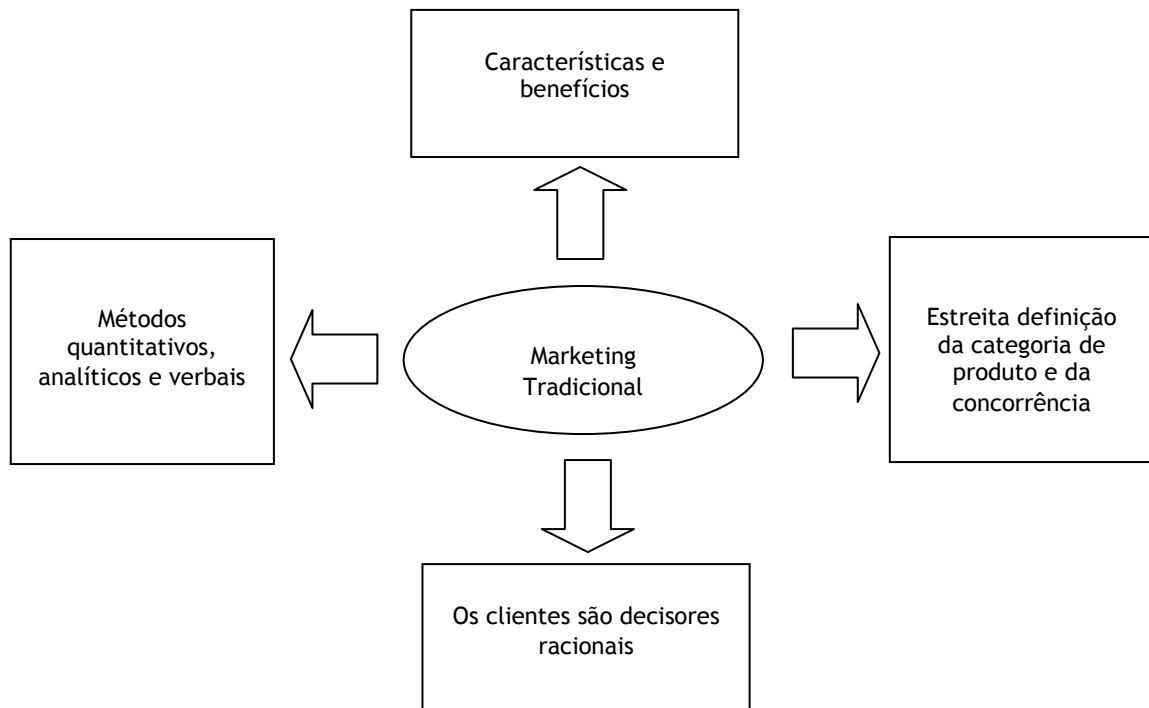 Características e
benefícios
Métodos
quantitativos,
analíticos e verbais
Marketing
Tradicional
Estreita definição
da categoria de
produto e da
concorrência
Os clientes são decisores
racionais